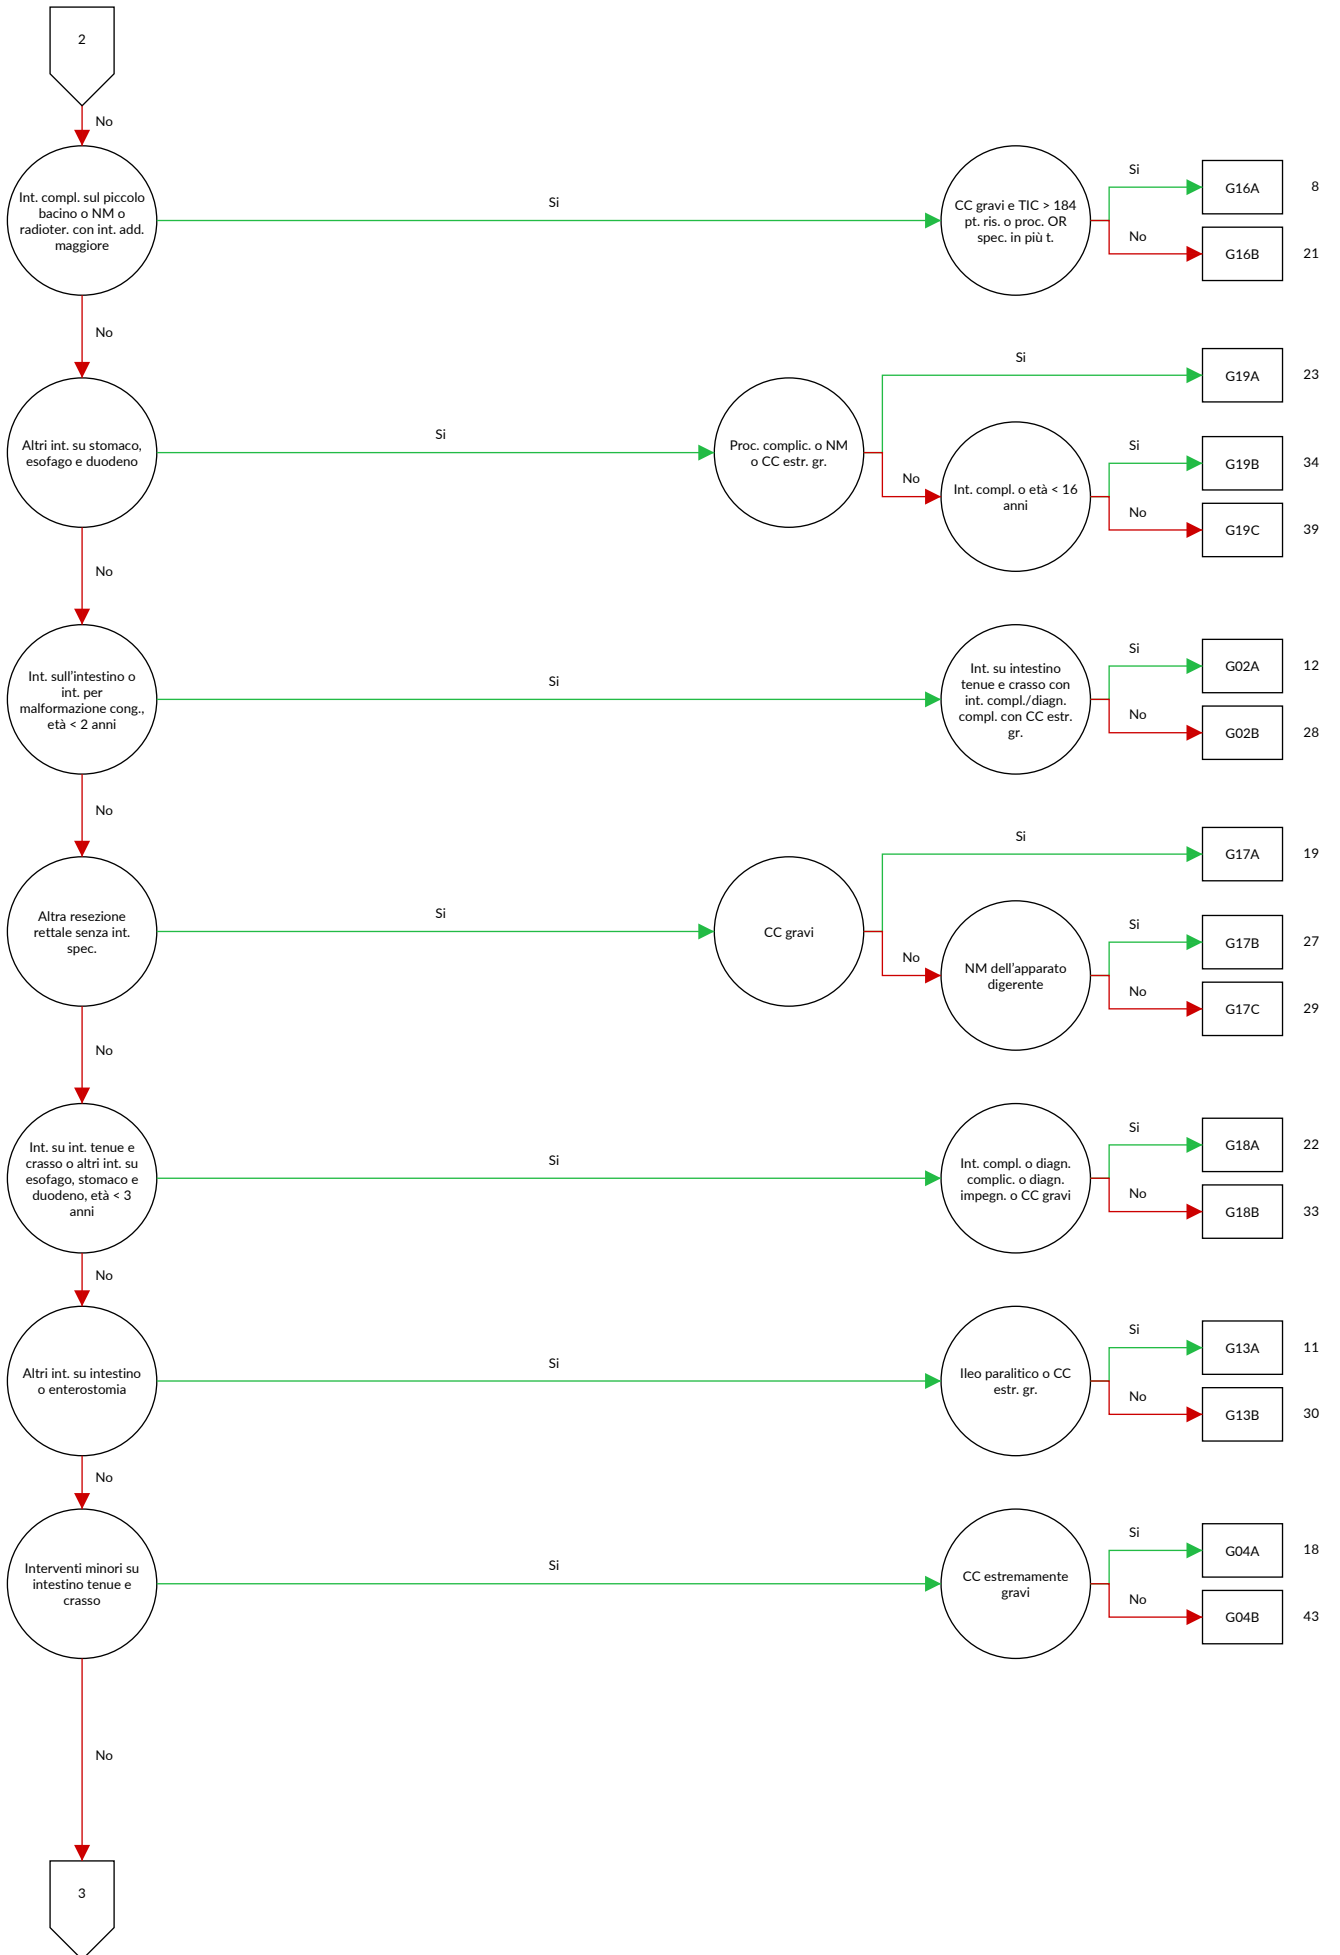 2
No
Int. compl. sul piccolo
bacino o NM o
radioter. con int. add.
maggiore
Si
CC gravi e TIC > 184
pt. ris. o proc. OR
spec. in più t.
Si
G16A
8
No
G16B
21
No
Altri int. su stomaco,
esofago e duodeno
Si
Proc. complic. o NM
o CC estr. gr.
Si
G19A
23
No
Int. compl. o età < 16
anni
Si
G19B
34
No
G19C
39
No
Int. sull'intestino o
int. per
malformazione cong.,
età < 2 anni
Si
Int. su intestino
tenue e crasso con
int. compl./diagn.
compl. con CC estr.
gr.
Si
G02A
12
No
G02B
28
No
Altra resezione
rettale senza int.
spec.
Si
CC gravi
Si
G17A
19
No
NM dell'apparato
digerente
Si
G17B
27
No
G17C
29
No
Int. su int. tenue e
crasso o altri int. su
esofago, stomaco e
duodeno, età < 3
anni
Si
Int. compl. o diagn.
complic. o diagn.
impegn. o CC gravi
Si
G18A
22
No
G18B
33
No
Altri int. su intestino
o enterostomia
Si
Ileo paralitico o CC
estr. gr.
Si
G13A
11
No
G13B
30
No
Interventi minori su
intestino tenue e
crasso
Si
CC estremamente
gravi
Si
G04A
18
No
G04B
43
No
3